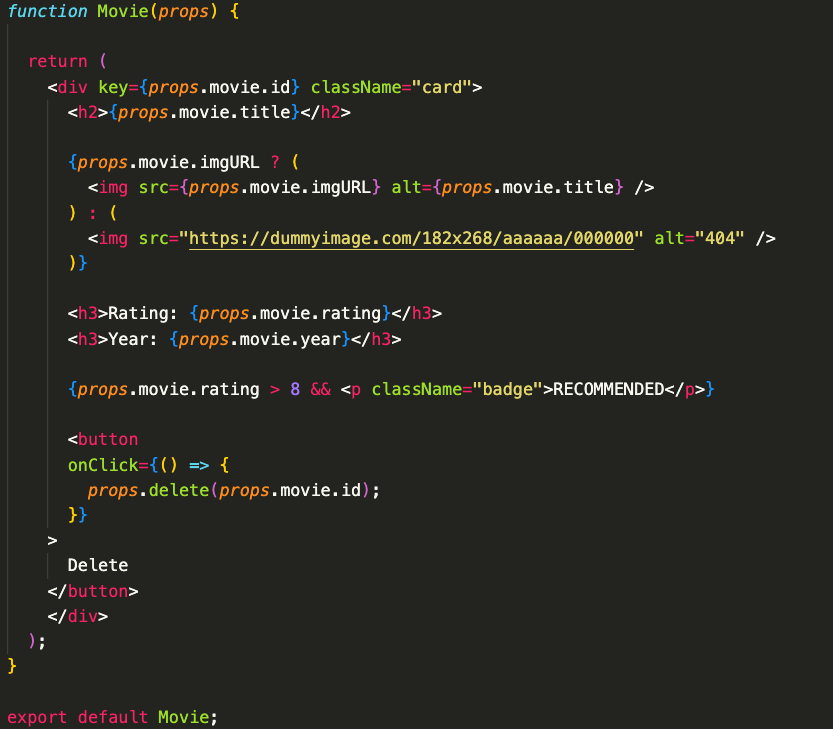 function Movie(props) {
return (
<div key={props.movie.id} className="card">
<h2>{props.movie.title}</h2>
{props.movie.imgURL ? (
<img src={props.movie.imgURL} alt={props.movie.title} />
) : (
<img src="https://dummyimage.com/182x268/aaaaaa/000000" alt="404" />
)}
<h3>Rating: {props.movie.rating}</h3>
<h3>Year: {props.movie.year}</h3>
{props.movie.rating > 8 && <p className="badge">RECOMMENDED</p>}
<button
onClick={() => {
props.delete(props.movie.id);
}}
>
Delete
</button>
</div>
);
}
export default Movie;